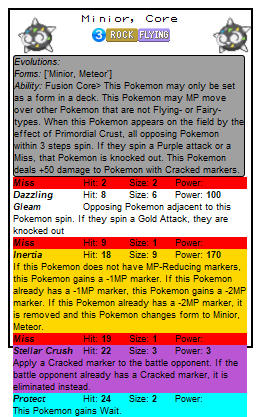 Minior, Core
3 ROCK FLYING
Evolutions:
Forms: ['Minior, Meteor']
Ability: Fusion Core> This Pokemon may only be set
as a form in a deck. This Pokemon may MP move
over other Pokemon that are not Flying- or Fairy-
types. When this Pokemon appears on the field by the
effect of Primordial Crust, all opposing Pokemon
within 3 steps spin. If they spin a Purple attack or a
Miss, that Pokemon is knocked out. This Pokemon
deals +50 damage to Pokemon with Cracked markers.
Miss Hit: 2 Size: 2 Power:
Dazzling Hit: 8 Size: 6 Power: 100
Gleam Opposing Pokemon adjacent to this
Pokemon spin. If they spin a Gold Attack, they are
knocked out
Miss Hit: 9 Size: 1 Power:
Inertia Hit: 18 Size: 9 Power: 170
If this Pokemon does not have MP-Reducing markers,
this Pokemon gains a -1MP marker. If this Pokemon
already has a -1MP marker, this Pokemon gains a -2MP
marker. If this Pokemon already has a -2MP marker, it
is removed and this Pokemon changes form to Minior,
Meteor.
Miss Hit: 19 Size: 1 Power:
Stellar Crush Hit: 22 Size: 3 Power: 3
Apply a Cracked marker to the battle opponent. If the
battle opponent already has a Cracked marker, it is
eliminated instead.
Protect Hit: 24 Size: 2 Power:
This Pokemon gains Wait.